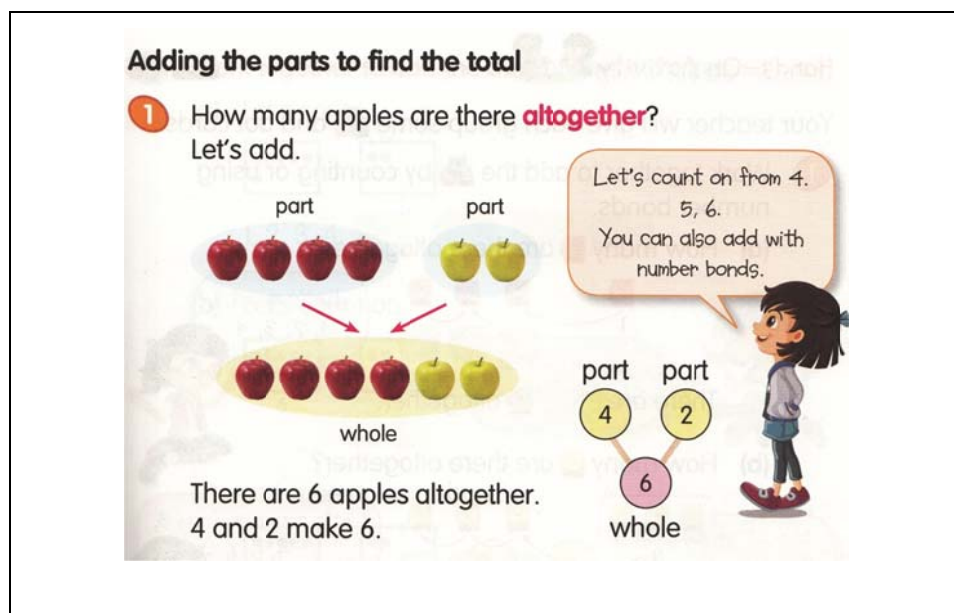 Adding the parts to find the total
1 How many apples are there altogether?
Let's add.
part part
Let's count on from 4.
5, 6.
You can also add with
number bonds.
whole
part part
4 2
6
whole
There are 6 apples altogether.
4 and 2 make 6.